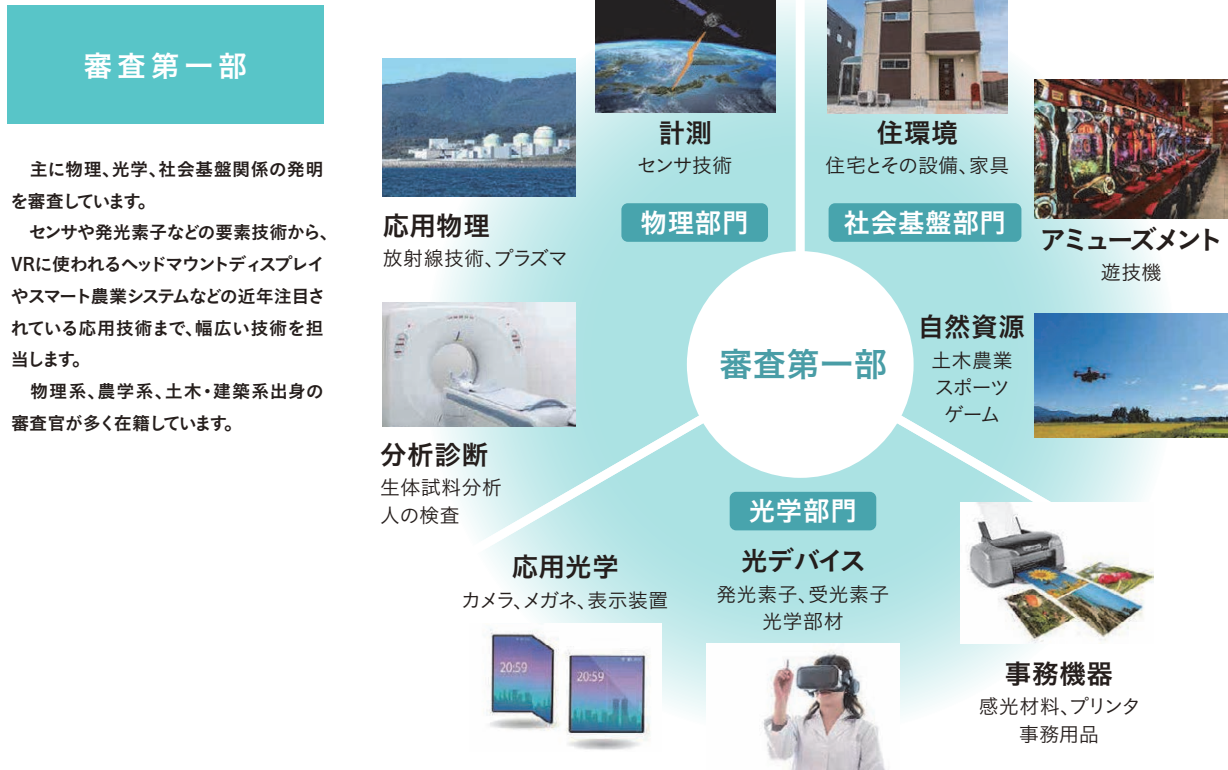 審査第一部
主に物理、光学、社会基盤関係の発明
を審査しています。
センサや発光素子などの要素技術から、
VRに使われるヘッドマウントディスプレイ
やスマート農業システムなどの近年注目さ
れている応用技術まで、幅広い技術を担
当します。
物理系、農学系、土木・建築系出身の
審査官が多く在籍しています。
計測
センサ技術
住環境
住宅とその設備、家具
物理部門
社会基盤部門
応用物理
放射線技術、プラズマ
アミューズメント
遊技機
審査第一部
自然資源
土木農業
スポーツ
ゲーム
分析診断
生体試料分析
人の検査
光学部門
応用光学
カメラ、メガネ、表示装置
20:59
20:59
光デバイス
発光素子、受光素子
光学部材
事務機器
感光材料、プリンタ
事務用品